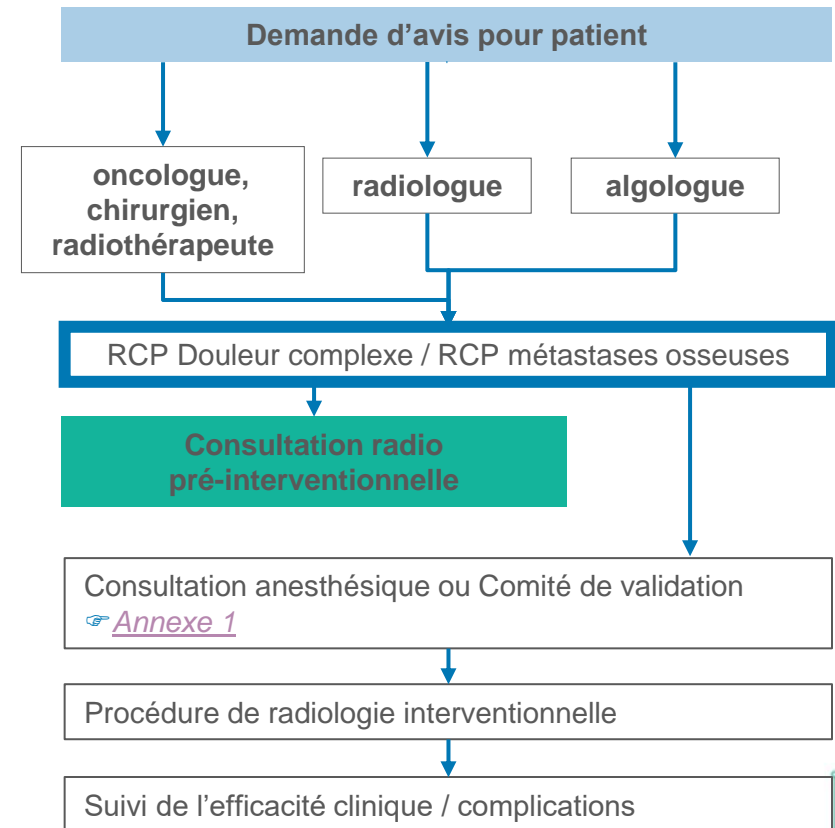 Demande d’avis pour patient
oncologue,
chirurgien,
radiothérapeute
radiologue
algologue
RCP Douleur complexe / RCP métastases osseuses
Consultation radio
pré-interventionnelle
Consultation anesthésique ou Comité de validation
☞ Annexe 1
Procédure de radiologie interventionnelle
Suivi de l’efficacité clinique / complications